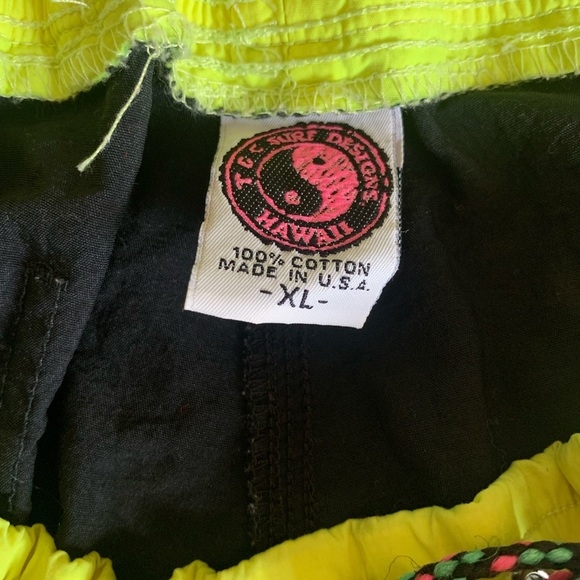 T & C SURF DESIGNS
HAWAII
100% COTTON
MADE IN U.S.A.
-XL-